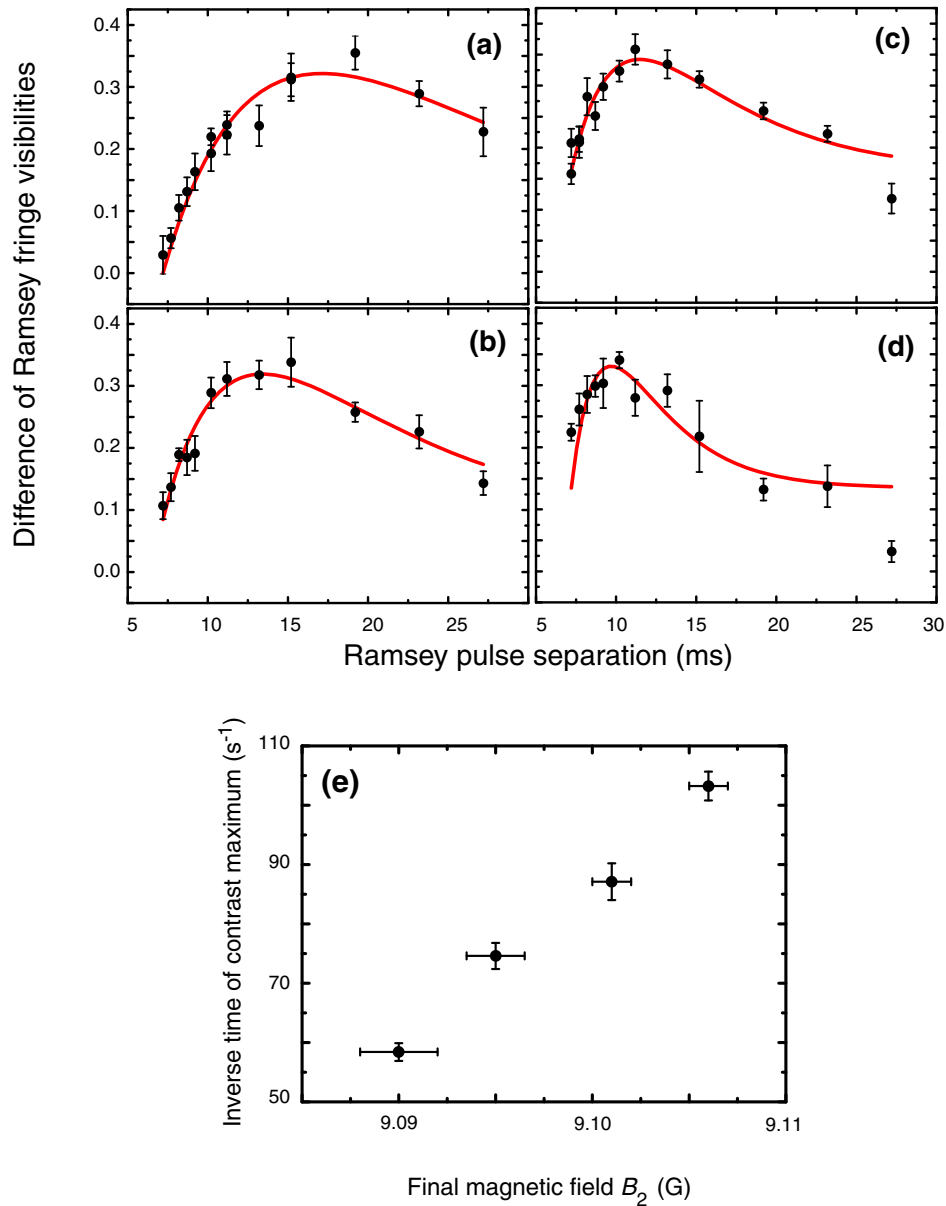 (a)
(c)
0.4
0.3
0.2
0.1
0.0
(b)
(d)
0.4
0.3
0.2
0.1
0.0
Difference of Ramsey fringe visibilities
5 10 15 20 25 5 10 15 20 25 30
Ramsey pulse separation (ms)
(e)
110
90
70
50
Inverse time of contrast maximum (s⁻¹)
9.09 9.10 9.11
Final magnetic field B₂ (G)